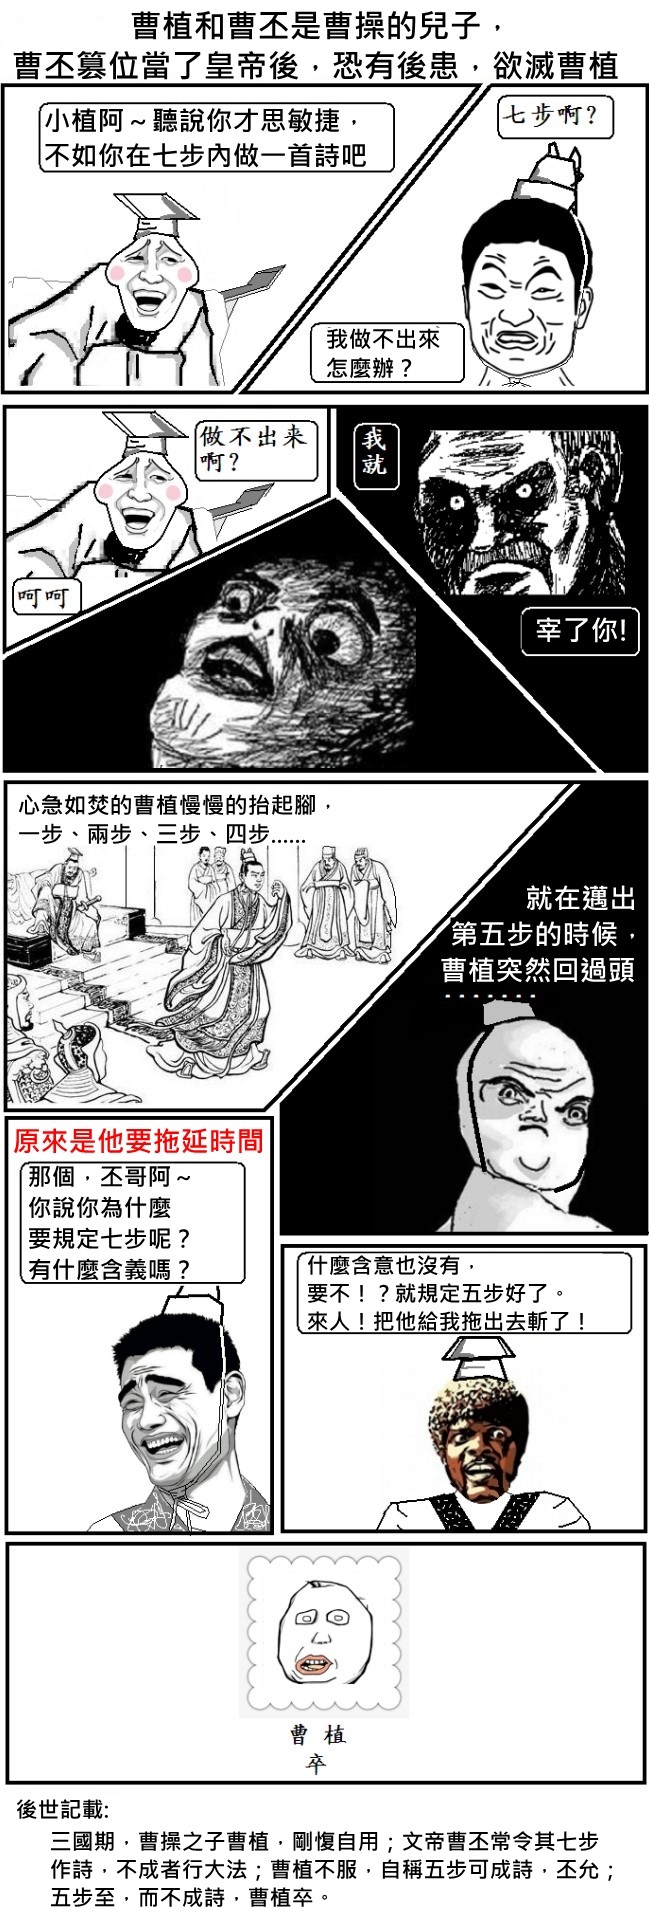 曹植和曹丕是曹操的兒子，
曹丕篡位當了皇帝後，恐有後患，欲滅曹植
小植阿～聽說你才思敏捷，
不如你在七步內做一首詩吧
七步啊？
我做不出來
怎麼辦？
做不出来
啊？
呵呵
我
就
宰了你！
心急如焚的曹植慢慢的抬起腳，
一步、兩步、三步、四步......
就在邁出
第五步的時候，
曹植突然回過頭
.......
原來是他要拖延時間
那個，丕哥阿～
你說你為什麼
要規定七步呢？
有什麼含義嗎？
什麼含意也沒有，
要不！？就規定五步好了。
來人！把他給我拖出去斬了！
曹 植
卒
後世記載:
三國期，曹操之子曹植，剛愎自用；文帝曹丕常令其七步
作詩，不成者行大法；曹植不服，自稱五步可成詩，丕允；
五步至，而不成詩，曹植卒。